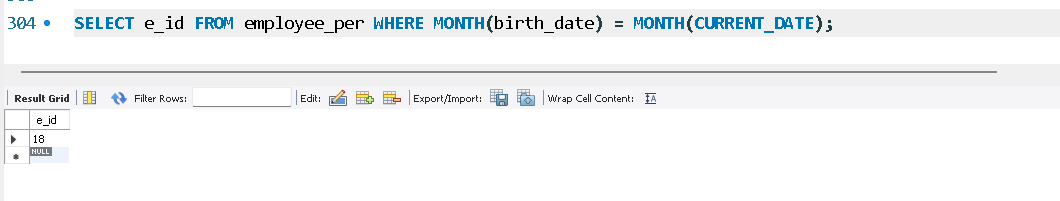 304 SELECT e_id FROM employee_per WHERE MONTH(birth_date) = MONTH(CURRENT_DATE);
Result Grid Filter Rows: Edit: Export/Import: Wrap Cell Content: IA
e_id
18
NULL